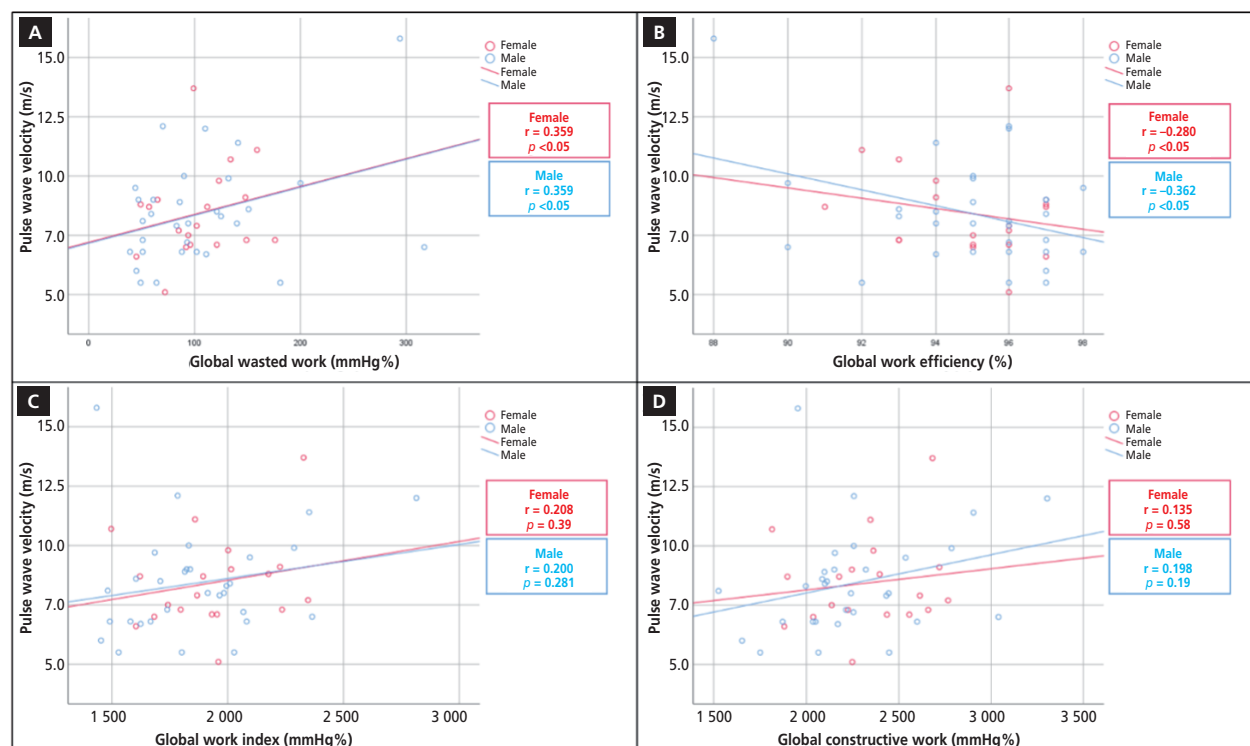 A
Pulse wave velocity (m/s)
15.0
12.5
10.0
7.0
5.0
0
100
200
300
Global wasted work (mmHg%)
Female
Male
Female
Male
Female
r = 0.359
p <0.05
Male
r = 0.359
p <0.05
B
Pulse wave velocity (m/s)
15.0
12.5
10.0
7.0
5.0
88
90
92
94
96
98
Global work efficiency (%)
Female
Male
Female
Male
Female
r = –0.280
p <0.05
Male
r = –0.362
p <0.05
C
Pulse wave velocity (m/s)
15.0
12.5
10.0
7.0
5.0
1 500
2 000
2 500
3 000
Global work index (mmHg%)
Female
Male
Female
Male
Female
r = 0.208
p = 0.39
Male
r = 0.200
p = 0.281
D
Pulse wave velocity (m/s)
15.0
12.5
10.0
7.0
5.0
1 500
2 000
2 500
3 000
3 500
Global constructive work (mmHg%)
Female
Male
Female
Male
Female
r = 0.135
p = 0.58
Male
r = 0.198
p = 0.19